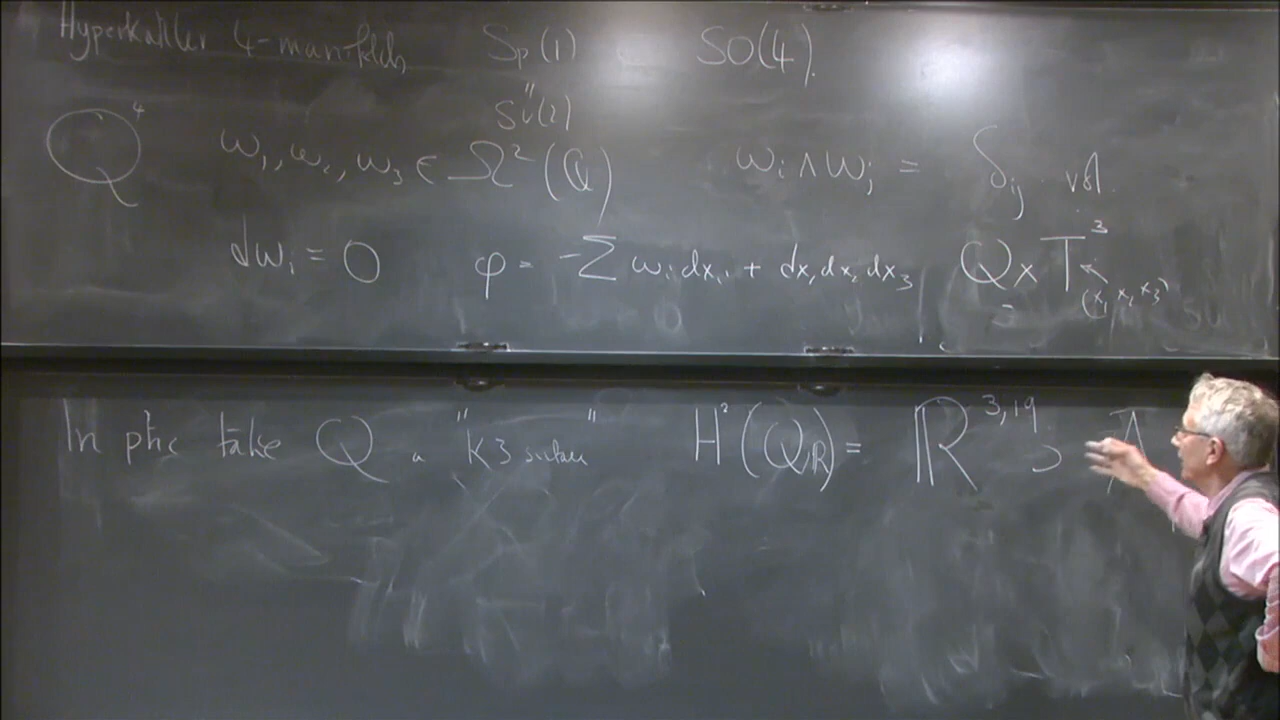 Hyperkähler 4-manifolds Sp(1) SO(4).
" SU(2)
Q⁴ ω₁, ω₂, ω₃ ∈ Ω²(Q) ωᵢ ∧ ωⱼ = δᵢⱼ vol.
dωᵢ = 0 φ = -∑ ωᵢ dxᵢ + dx₁dx₂dx₃ Q × T³
(x₁ x₂ x₃)
In ptic take Q a "K3 surface" H²(Q,ℝ) = ℝ³,¹⁹ ⊃ Λ